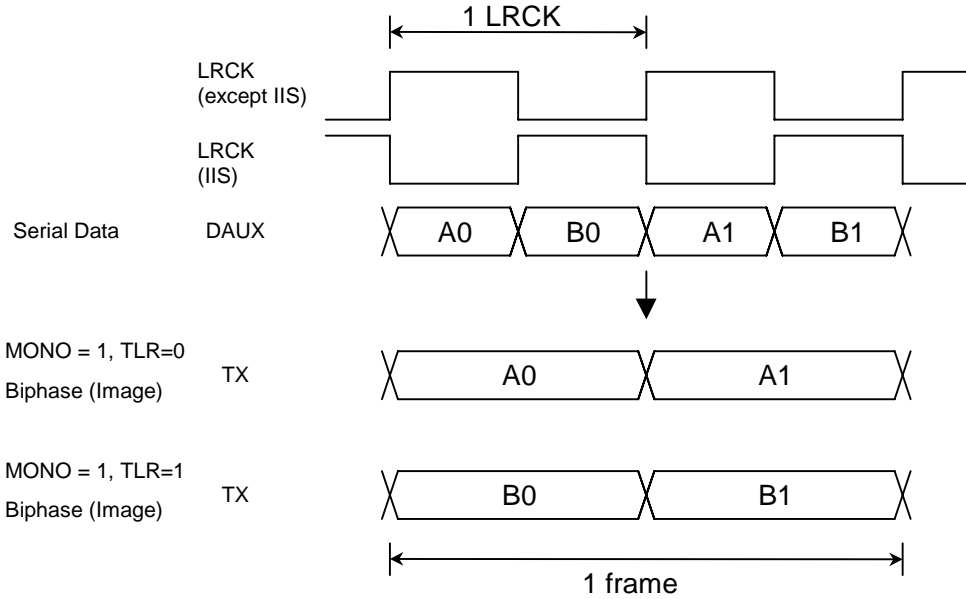 1 LRCK
LRCK
(except IIS)
LRCK
(IIS)
Serial Data DAUX A0 B0 A1 B1
MONO = 1, TLR=0
Biphase (Image) TX A0 A1
MONO = 1, TLR=1
Biphase (Image) TX B0 B1
1 frame